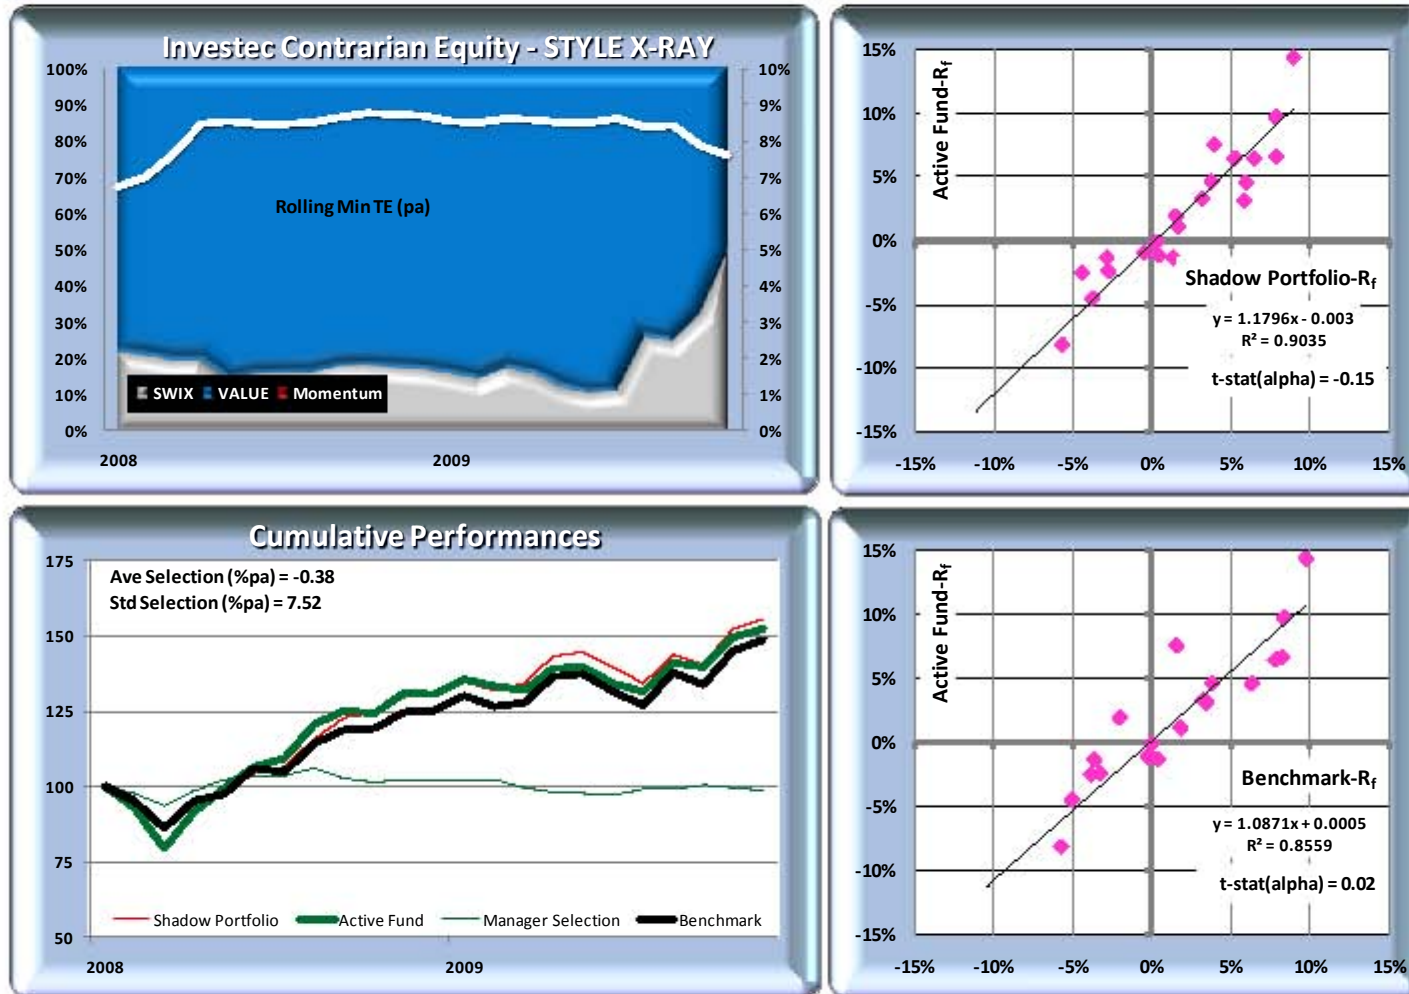 Investec Contrarian Equity - STYLE X-RAY
100% 10%
90% 9%
80% 8%
70% 7%
60% 6%
50% 5%
40% 4%
30% 3%
20% 2%
10% 1%
0% 0%
Rolling Min TE (pa)
SWIX VALUE Momentum
2008 2009
15%
10%
5%
0%
-5%
-10%
-15%
Active Fund-Rf
Shadow Portfolio-Rf
y = 1.1796x - 0.003
R² = 0.9035
t-stat(alpha) = -0.15
-15% -10% -5% 0% 5% 10% 15%
Cumulative Performances
175
150
125
100
75
50
Ave Selection (%pa) = -0.38
Std Selection (%pa) = 7.52
Shadow Portfolio Active Fund Manager Selection Benchmark
2008 2009
15%
10%
5%
0%
-5%
-10%
-15%
Active Fund-Rf
Benchmark-Rf
y = 1.0871x + 0.0005
R² = 0.8559
t-stat(alpha) = 0.02
-15% -10% -5% 0% 5% 10% 15%